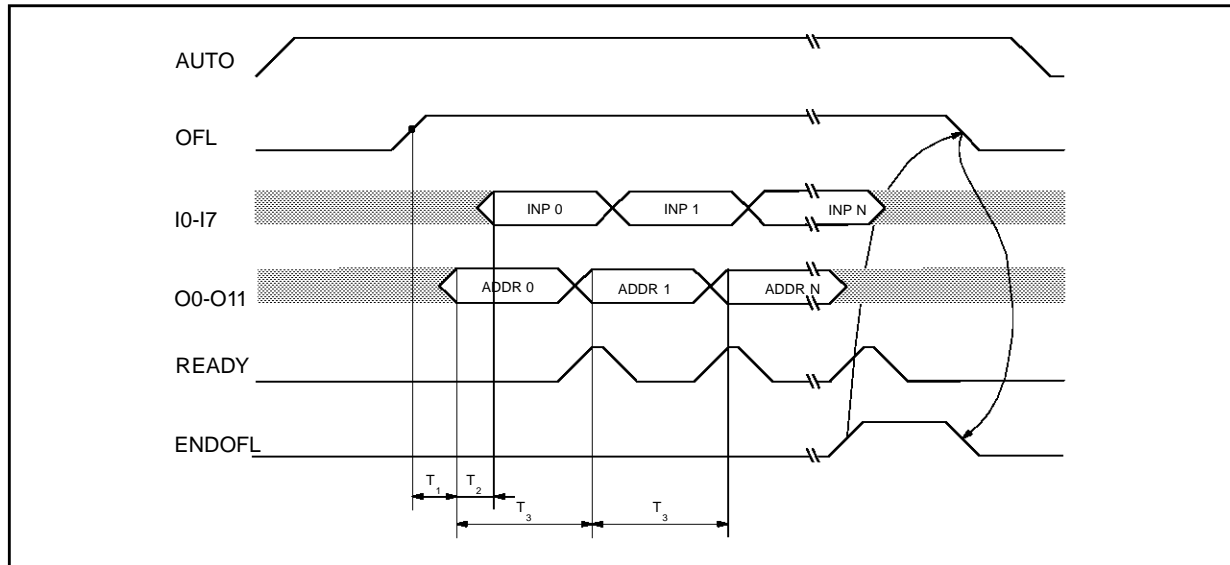 AUTO
OFL
I0-I7
INP 0
INP 1
INP N
O0-O11
ADDR 0
ADDR 1
ADDR N
READY
ENDOFL
T1
T2
T3
T3